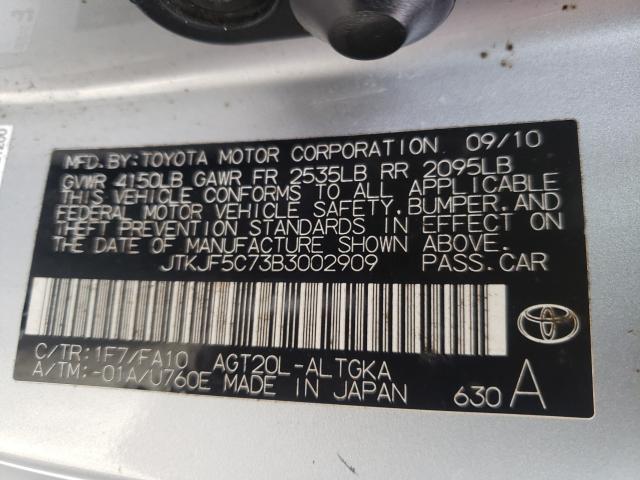 MFD. BY: TOYOTA MOTOR CORPORATION 09/10
GVWR 4150LB GAWR FR 2535LB RR 2095LB
THIS VEHICLE CONFORMS TO ALL APPLICABLE
FEDERAL MOTOR VEHICLE SAFETY, BUMPER, AND
THEFT PREVENTION STANDARDS IN EFFECT ON
THE DATE OF MANUFACTURE SHOWN ABOVE.
JTKJF5C73B3002909 PASS. CAR
C/TR: 1F7/FA10 AGT20L-ALTGKA
A/TM: -01A/U760E MADE IN JAPAN 630 A